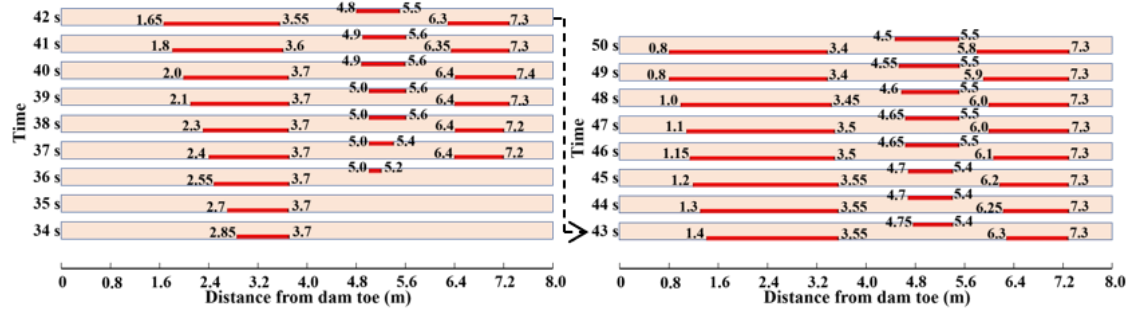 42 s 1.65 3.55 4.8 5.5 6.3 7.3
41 s 1.8 3.6 4.9 5.6 6.35 7.3
40 s 2.0 3.7 4.9 5.6 6.4 7.4
39 s 2.1 3.7 5.0 5.6 6.4 7.3
38 s 2.3 3.7 5.0 5.6 6.4 7.2
37 s 2.4 3.7 5.0 5.4 6.4 7.2
36 s 2.55 3.7 5.0 5.2
35 s 2.7 3.7
34 s 2.85 3.7
Time
0 0.8 1.6 2.4 3.2 4.0 4.8 5.6 6.4 7.2 8.0
Distance from dam toe (m)
50 s 0.8 3.4 4.5 5.5 5.8 7.3
49 s 0.8 3.4 4.55 5.5 5.9 7.3
48 s 1.0 3.45 4.6 5.5 6.0 7.3
47 s 1.1 3.5 4.65 5.5 6.0 7.3
46 s 1.15 3.5 4.65 5.5 6.1 7.3
45 s 1.2 3.55 4.7 5.4 6.2 7.3
44 s 1.3 3.55 4.7 5.4 6.25 7.3
43 s 1.4 3.55 4.75 5.4 6.3 7.3
Time
0 0.8 1.6 2.4 3.2 4.0 4.8 5.6 6.4 7.2 8.0
Distance from dam toe (m)